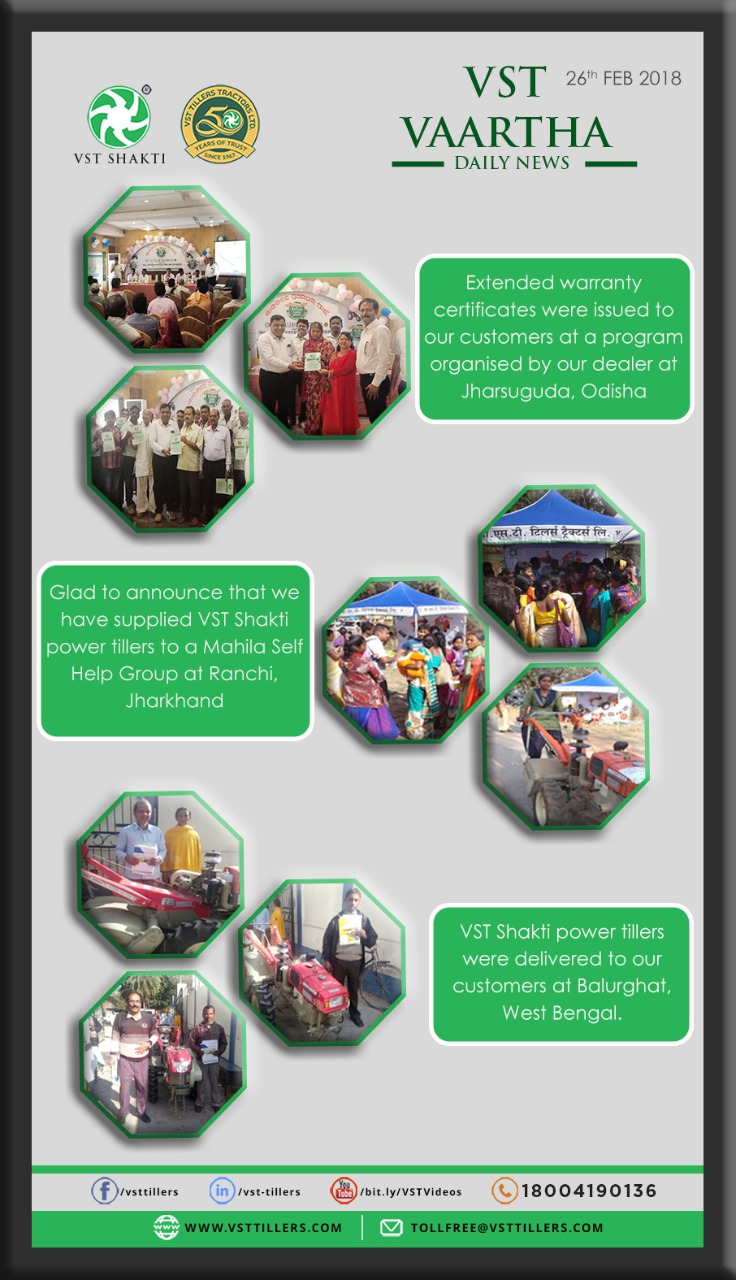 VST SHAKTI
VST TILLERS TRACTORS LTD.
50
YEARS OF TRUST
SINCE 1967
VST
VAARTHA
DAILY NEWS
26th FEB 2018
Extended warranty
certificates were issued to
our customers at a program
organised by our dealer at
Jharsuguda, Odisha
.एस.टी. टिलर्स ट्रैक्टर्स लि.
Glad to announce that we
have supplied VST Shakti
power tillers to a Mahila Self
Help Group at Ranchi,
Jharkhand
VST Shakti power tillers
were delivered to our
customers at Balurghat,
West Bengal.
/vsttillers
/vst-tillers
You
Tube
/bit.ly/VSTVideos
18004190136
WWW.VSTTILLERS.COM
TOLLFREE@VSTTILLERS.COM